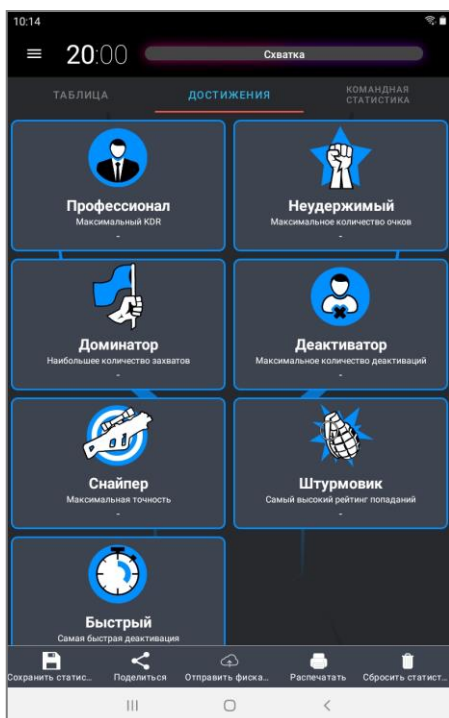 10:14
20:00
Схватка
ТАБЛИЦА
ДОСТИЖЕНИЯ
КОМАНДНАЯ
СТАТИСТИКА
Профессионал
Максимальный KDR
-
Неудержимый
Максимальное количество очков
-
Доминатор
Наибольшее количество захватов
-
Деактиватор
Максимальное количество деактиваций
-
Снайпер
Максимальная точность
-
Штурмовик
Самый высокий рейтинг попаданий
-
Быстрый
Самая быстрая деактивация
Сохранить статис...
Поделиться
Отправить фиска...
Распечатать
Сбросить статист...